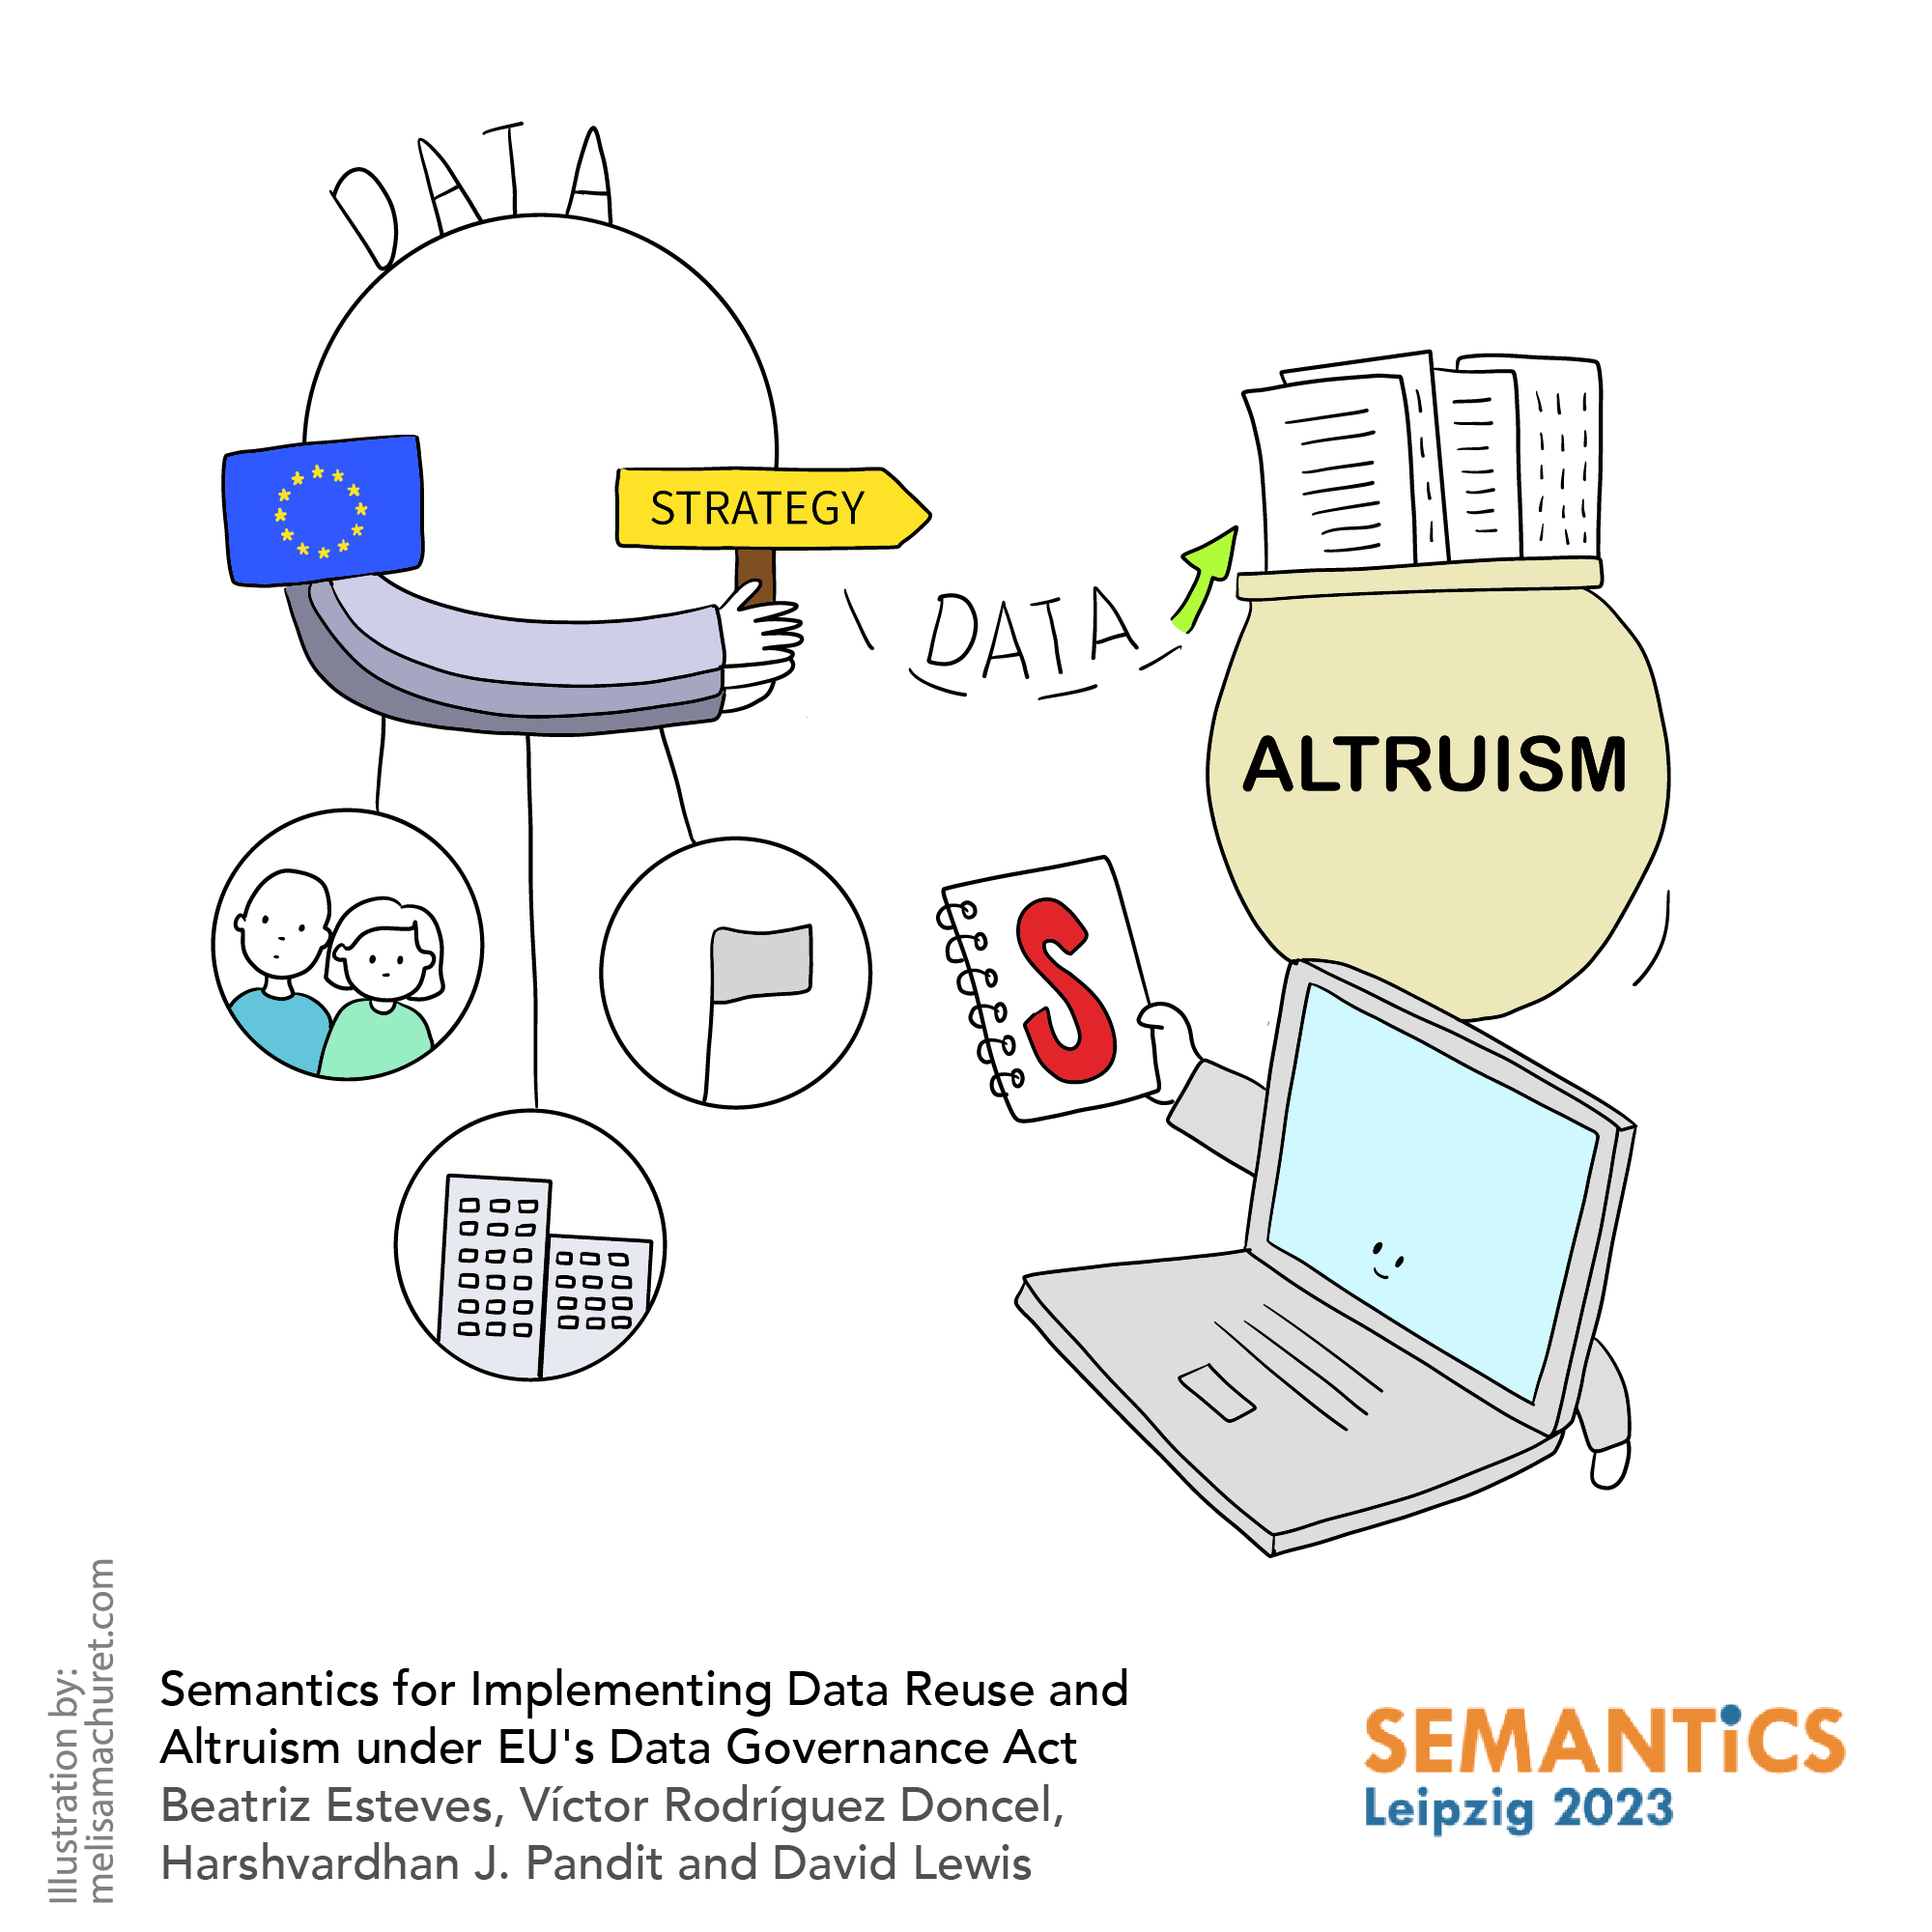 DATA
STRATEGY
DATA
ALTRUISM
S
Illustration by:
melisamachuret.com
Semantics for Implementing Data Reuse and
Altruism under EU's Data Governance Act
Beatriz Esteves, Víctor Rodríguez Doncel,
Harshvardhan J. Pandit and David Lewis
SEMANTiCS
Leipzig 2023